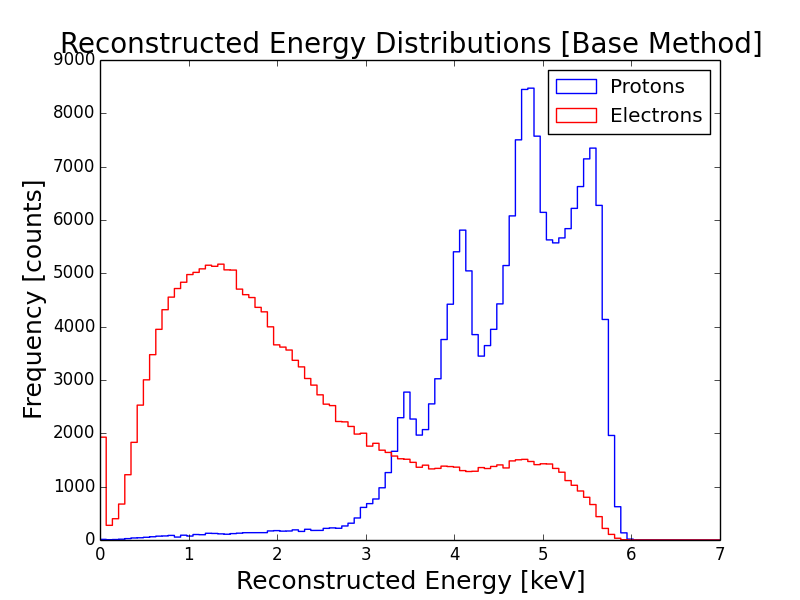 Reconstructed Energy Distributions [Base Method]
9000
8000
7000
6000
5000
4000
3000
2000
1000
0
Frequency [counts]
Protons
Electrons
0 1 2 3 4 5 6 7
Reconstructed Energy [keV]